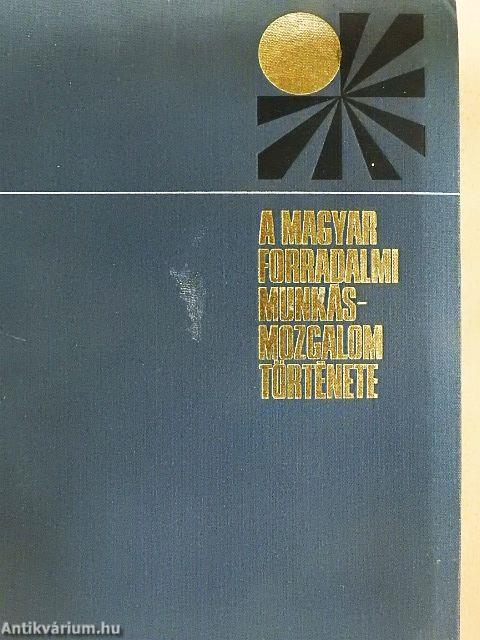 A MAGYAR
FORRADALMI
MUNKÁS-
MOZGALOM
TÖRTÉNETE
Antikvárium.hu